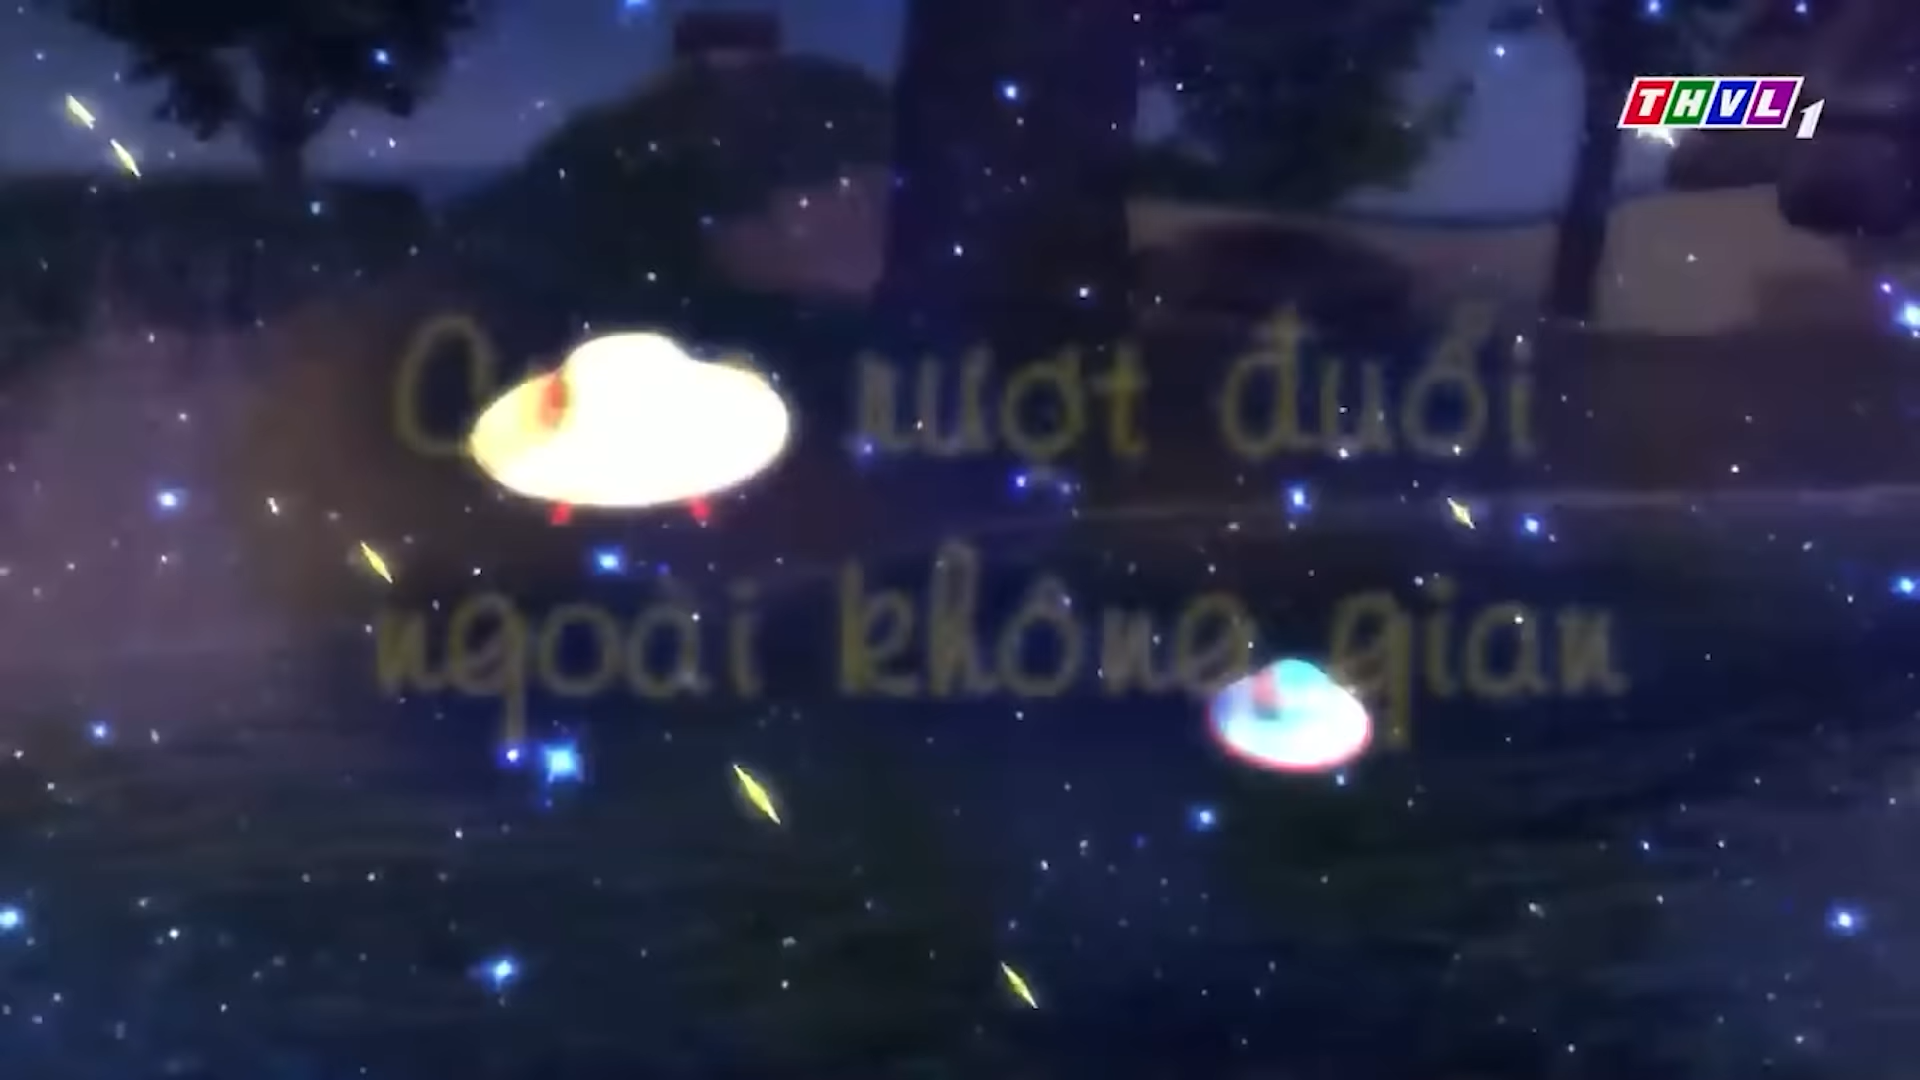 THVL1
rượt đuổi
ngoài không gian